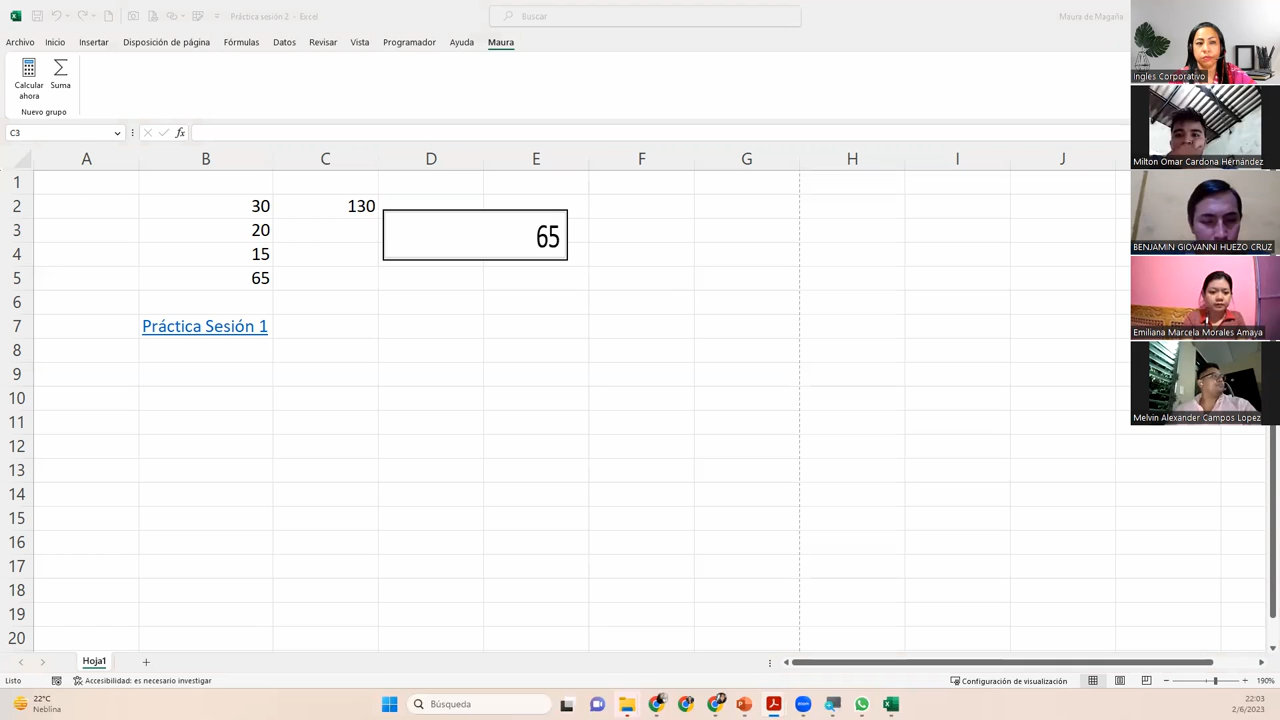 Práctica sesión 2 - Excel
Buscar
Maura de Magaña
Archivo Inicio Insertar Disposición de página Fórmulas Datos Revisar Vista Programador Ayuda Maura
Calcular ahora
Suma
Nuevo grupo
C3
fx
A B C D E F G H I J
1
2 30 130
3 20 65
4 15
5 65
6
7 Práctica Sesión 1
8
9
10
11
12
13
14
15
16
17
18
19
20
Ingles Corporativo
Milton Omar Cardona Hernández
BENJAMIN GIOVANNI HUEZO CRUZ
Emiliana Marcela Morales Amaya
Melvin Alexander Campos Lopez
Hoja1
Listo
Accesibilidad: es necesario investigar
Configuración de visualización
190%
22°C
Neblina
Búsqueda
zoom
22:03
2/6/2023